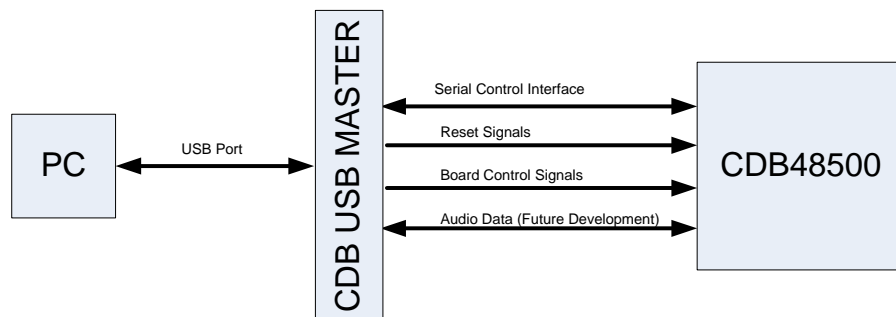 PC
USB Port
CDB USB MASTER
Serial Control Interface
Reset Signals
Board Control Signals
Audio Data (Future Development)
CDB48500